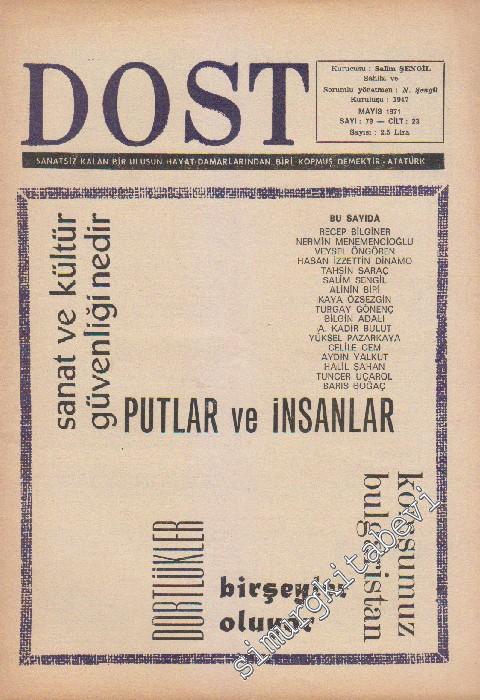 DOST
Kurucusu : Salim ŞENGİL
Sahibi ve
Sorumlu yönetmen : N. Şengil
Kuruluşu : 1947
MAYIS 1971
SAYI : 79 — CİLT : 23
Sayısı : 2.5 Lira
SANATSIZ KALAN BİR ULUSUN HAYAT DAMARLARINDAN BİRİ KOPMUŞ DEMEKTİR - ATATÜRK
sanat ve kültür
güvenliği nedir
BU SAYIDA
RECEP BİLGİNER
NERMİN MENEMENCİOĞLU
VEYSEL ÖNGÖREN
HASAN İZZETTİN DİNAMO
TAHSİN SARAÇ
SALİM ŞENGİL
ALİNİN BİRİ
KAYA ÖZSEZGİN
TURGAY GÖNENÇ
BİLGİN ADALI
A. KADİR BULUT
YÜKSEL PAZARKAYA
CELİLE CEM
AYDIN YALKUT
HALİL ŞAHAN
TUNCER UÇAROL
BARIŞ BUĞAÇ
PUTLAR ve İNSANLAR
komşumuz
bulgaristan
DÖRTLÜKLER
birşeyler
oluyor
simurgkitabevi